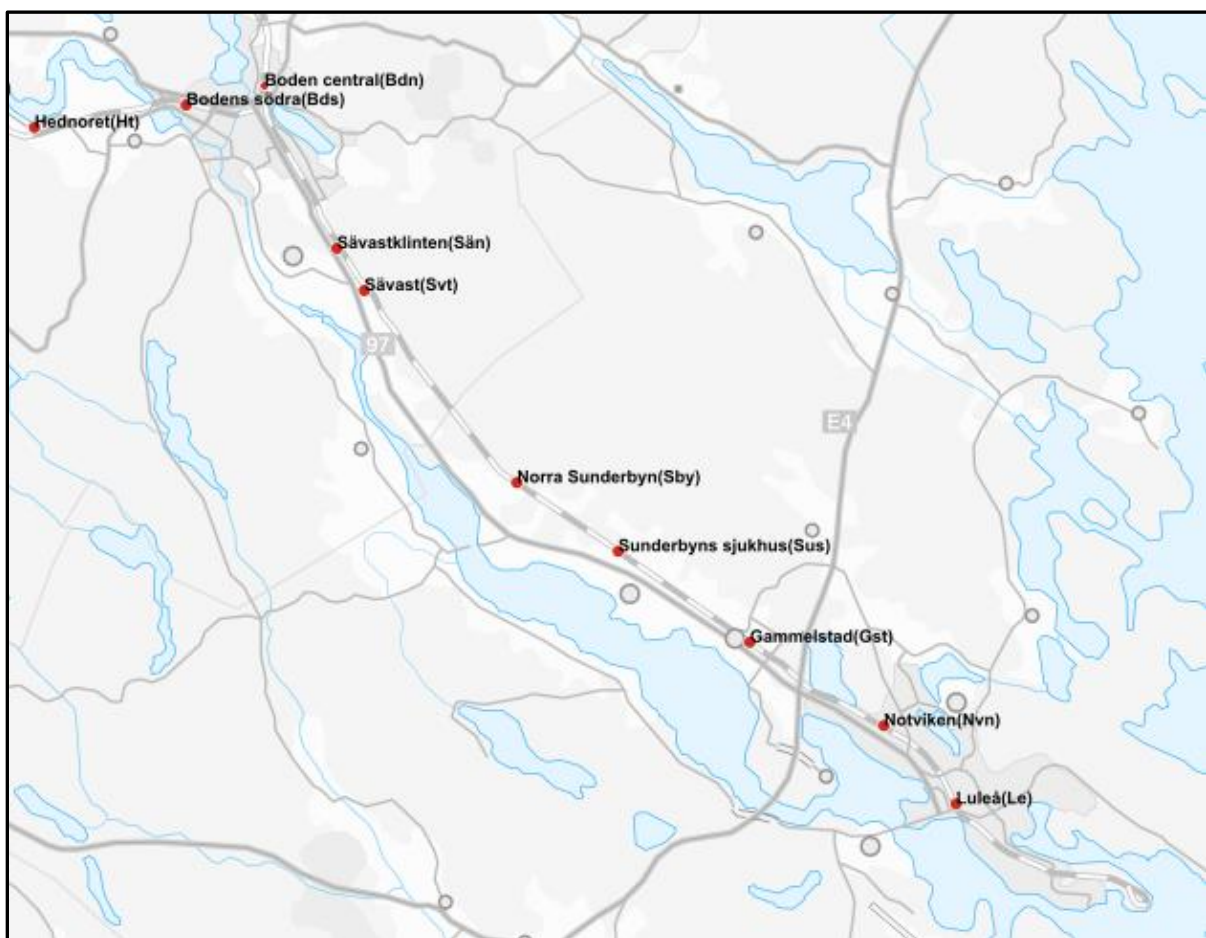 Boden central(Bdn)
Bodens södra(Bds)
Hednoret(Ht)
Sävastklinten(Sän)
Sävast(Svt)
97
E4
Norra Sunderbyn(Sby)
Sunderbyns sjukhus(Sus)
Gammelstad(Gst)
Notviken(Nvn)
Luleå(Le)